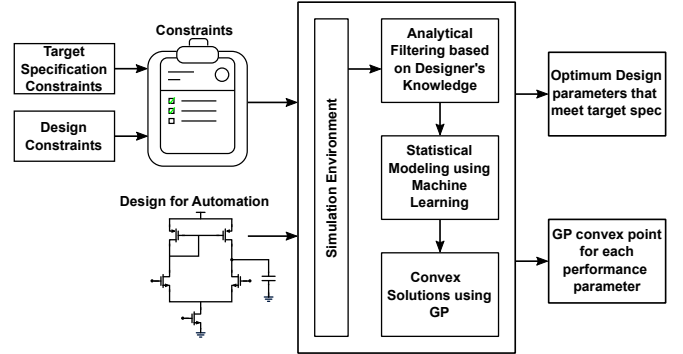 Constraints
Target
Specification
Constraints
Design
Constraints
Design for Automation
Simulation Environment
Analytical
Filtering based
on Designer's
Knowledge
Statistical
Modeling using
Machine
Learning
Convex
Solutions using
GP
Optimum Design
parameters that
meet target spec
GP convex point
for each
performance
parameter